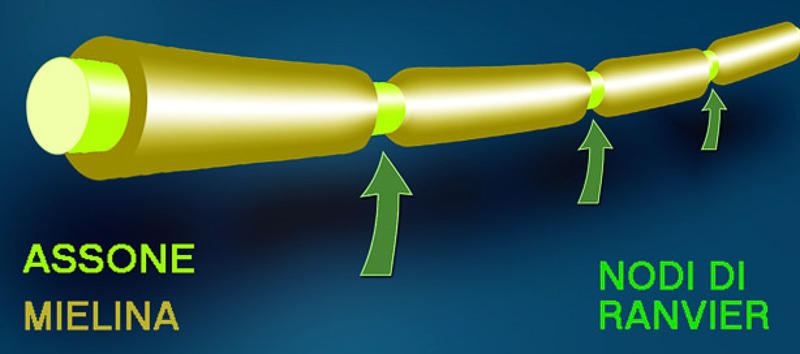 ASSONE
MIELINA
NODI DI
RANVIER